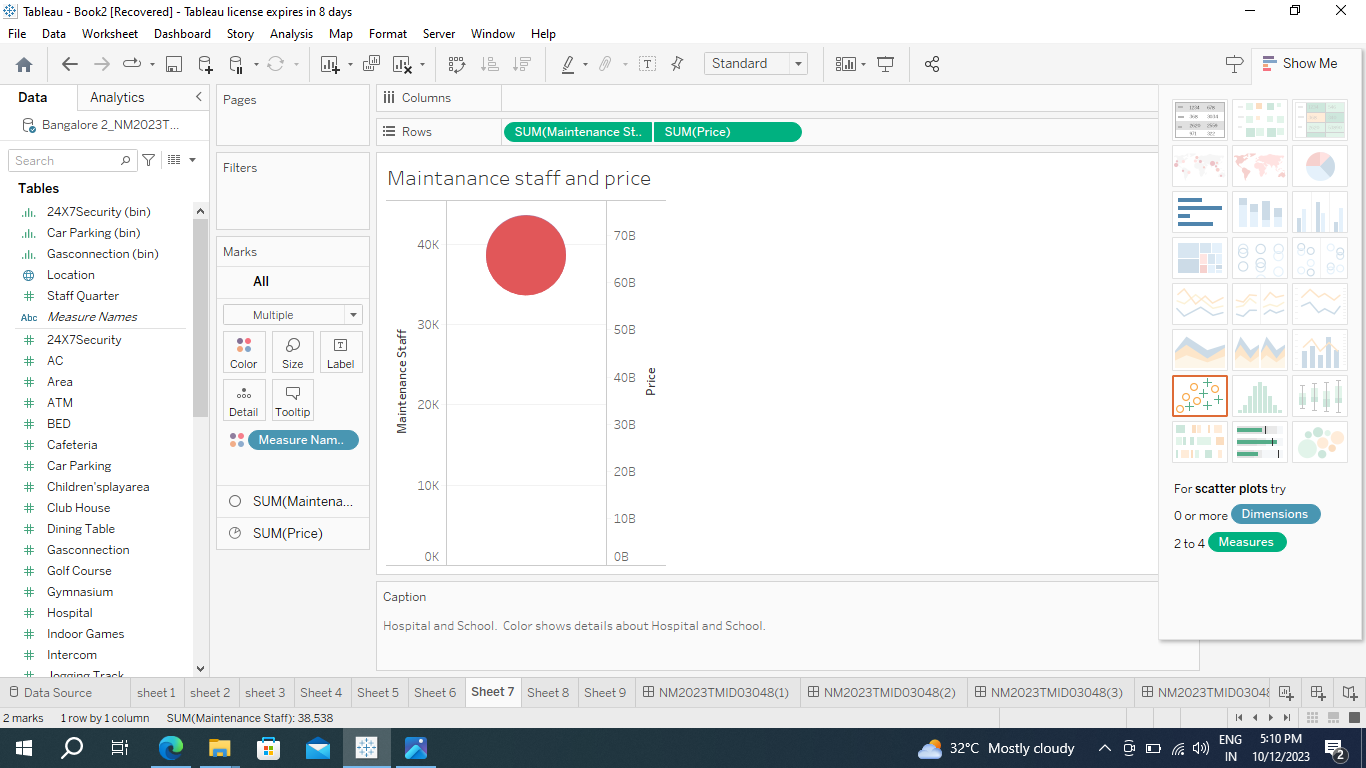 Tableau - Book2 [Recovered] - Tableau license expires in 8 days
File Data Worksheet Dashboard Story Analysis Map Format Server Window Help
Standard
Show Me
Data Analytics
Bangalore 2_NM2023T...
Search
Tables
24X7Security (bin)
Car Parking (bin)
Gasconnection (bin)
Location
Staff Quarter
Abc Measure Names
24X7Security
AC
Area
ATM
BED
Cafeteria
Car Parking
Children'splayarea
Club House
Dining Table
Gasconnection
Golf Course
Gymnasium
Hospital
Indoor Games
Intercom
Jogging Track
Pages
Filters
Marks
All
Multiple
Color Size Label
Detail Tooltip
Measure Nam..
SUM(Maintena...
SUM(Price)
Columns
Rows SUM(Maintenance St.. SUM(Price)
Maintanance staff and price
Maintenance Staff
40K
30K
20K
10K
0K
70B
60B
50B
40B
30B
20B
10B
0B
Price
Caption
Hospital and School. Color shows details about Hospital and School.
For scatter plots try
0 or more Dimensions
2 to 4 Measures
Data Source sheet 1 sheet 2 sheet 3 Sheet 4 Sheet 5 Sheet 6 Sheet 7 Sheet 8 Sheet 9 NM2023TMID03048(1) NM2023TMID03048(2) NM2023TMID03048(3) NM2023TMID03048
2 marks 1 row by 1 column SUM(Maintenance Staff): 38,538
32°C Mostly cloudy
ENG
IN
5:10 PM
10/12/2023
2